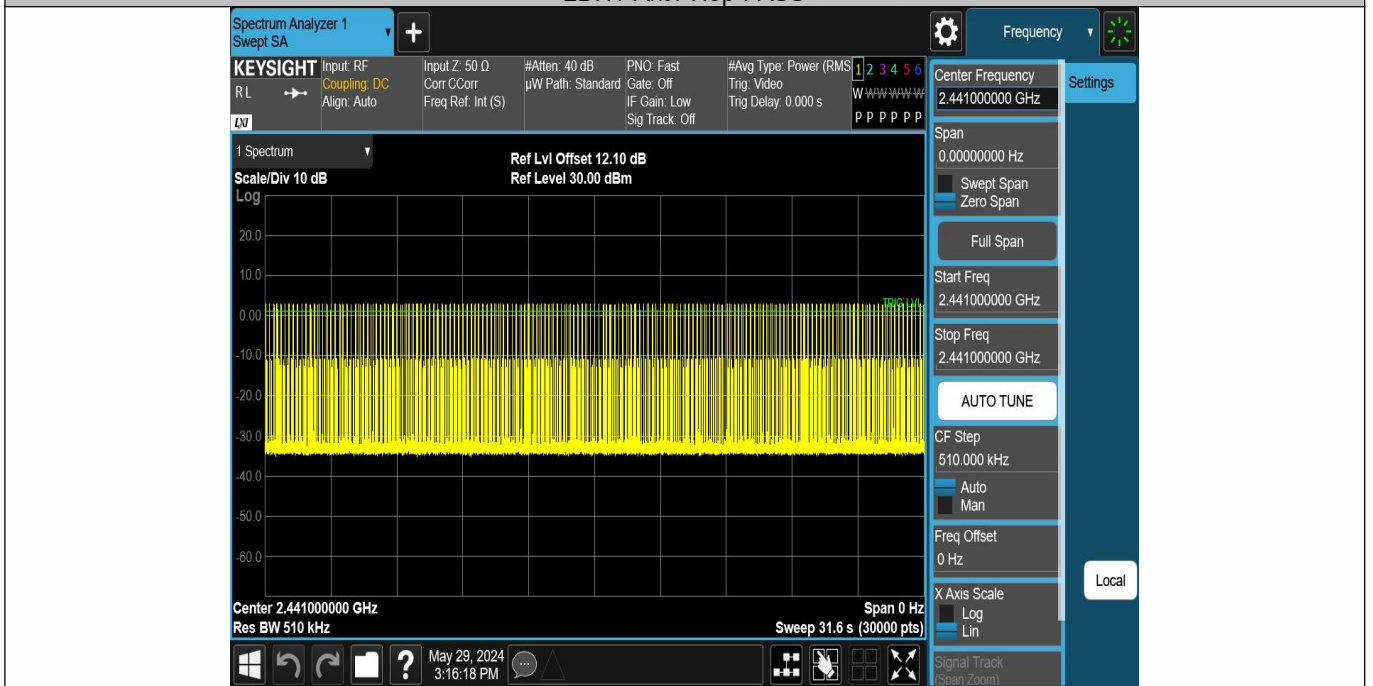 Spectrum Analyzer 1
Swept SA
+
Frequency
KEYSIGHT
RL
LXI
Input: RF
Coupling: DC
Align: Auto
Input Z: 50 Ω
Corr CCorr
Freq Ref: Int (S)
#Atten: 40 dB
µW Path: Standard
PNO: Fast
Gate: Off
IF Gain: Low
Sig Track: Off
#Avg Type: Power (RMS
Trig: Video
Trig Delay: 0.000 s
1 2 3 4 5 6
W W W W W W
P P P P P P
1 Spectrum
Scale/Div 10 dB
Ref Lvl Offset 12.10 dB
Ref Level 30.00 dBm
Log
20.0
10.0
0.00
-10.0
-20.0
-30.0
-40.0
-50.0
-60.0
TRIG LVL
Center 2.441000000 GHz
Res BW 510 kHz
Span 0 Hz
Sweep 31.6 s (30000 pts)
Center Frequency
2.441000000 GHz
Settings
Span
0.00000000 Hz
Swept Span
Zero Span
Full Span
Start Freq
2.441000000 GHz
Stop Freq
2.441000000 GHz
AUTO TUNE
CF Step
510.000 kHz
Auto
Man
Freq Offset
0 Hz
X Axis Scale
Log
Lin
Signal Track
(Span Zoom)
Local
?
May 29, 2024
3:16:18 PM